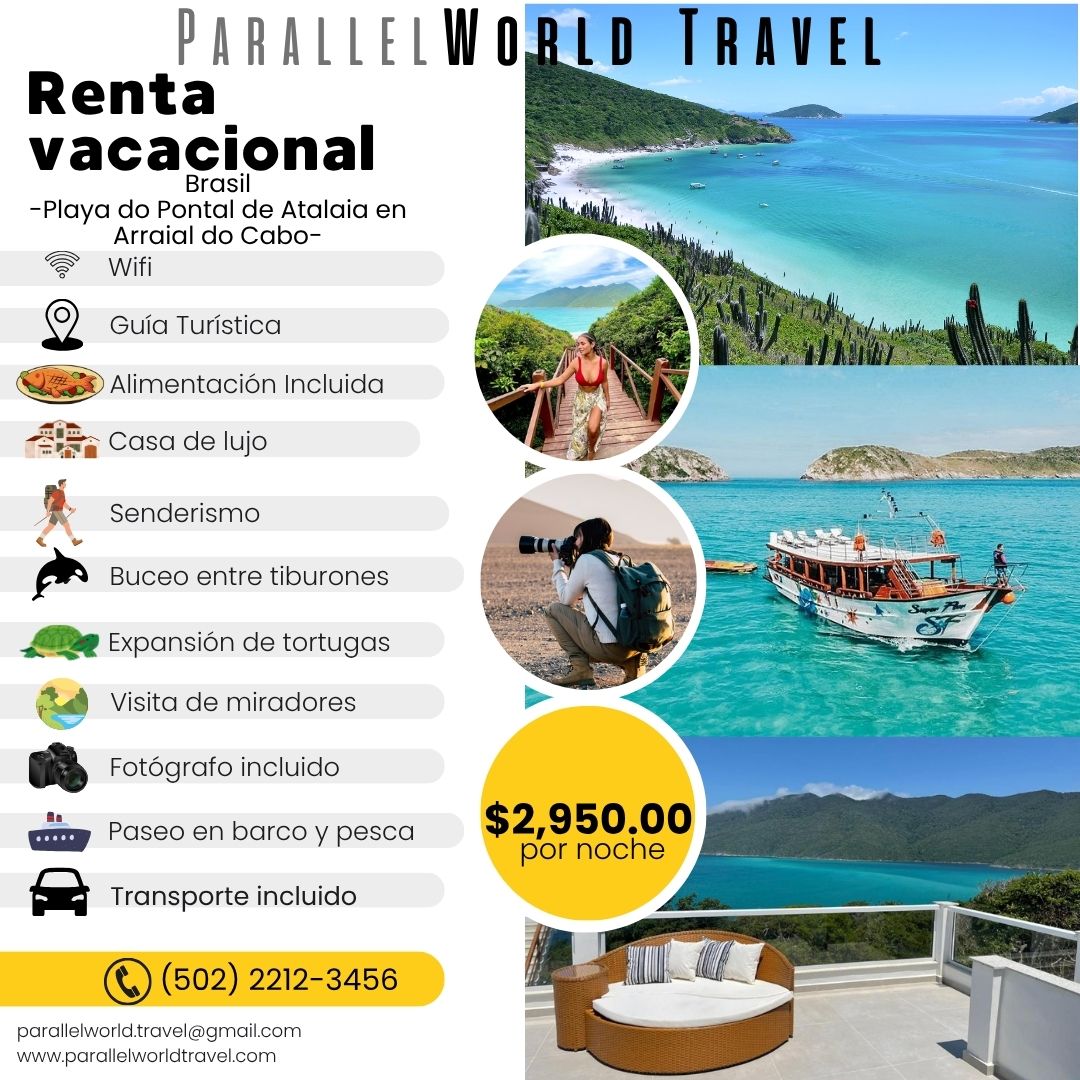 PARALLELWORLD TRAVEL
Renta
vacacional
Brasil
-Playa do Pontal de Atalaia en
Arraial do Cabo-
Wifi
Guía Turística
Alimentación Incluida
Casa de lujo
Senderismo
Buceo entre tiburones
Expansión de tortugas
Visita de miradores
Fotógrafo incluido
Paseo en barco y pesca
Transporte incluido
$2,950.00
por noche
(502) 2212-3456
parallelworld.travel@gmail.com
www.parallelworldtravel.com